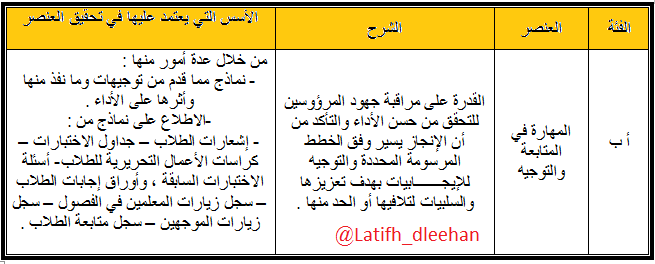 الفئة
العنصر
الشرح
الأسس التي يعتمد عليها في تحقيق العنصر
أ ب
المهارة في
المتابعة
والتوجيه
القدرة على مراقبة جهود المرؤوسين
للتحقق من حسن الأداء والتأكد من
أن الإنجاز يسير وفق الخطط
المرسومة المحددة والتوجيه
للإيجــــــــابيات بهدف تعزيزها
والسلبيات لتلافيها أو الحد منها .
@Latifh_dleehan
من خلال عدة أمور منها :
- نماذج مما قدم من توجيهات وما نفذ منها
وأثرها على الأداء .
-الاطلاع على نماذج من :
- إشعارات الطلاب – جداول الاختبارات –
كراسات الأعمال التحريرية للطلاب- أسئلة
الاختبارات السابقة ، وأوراق إجابات الطلاب
– سجل زيارات المعلمين في الفصول – سجل
زيارات الموجهين – سجل متابعة الطلاب .